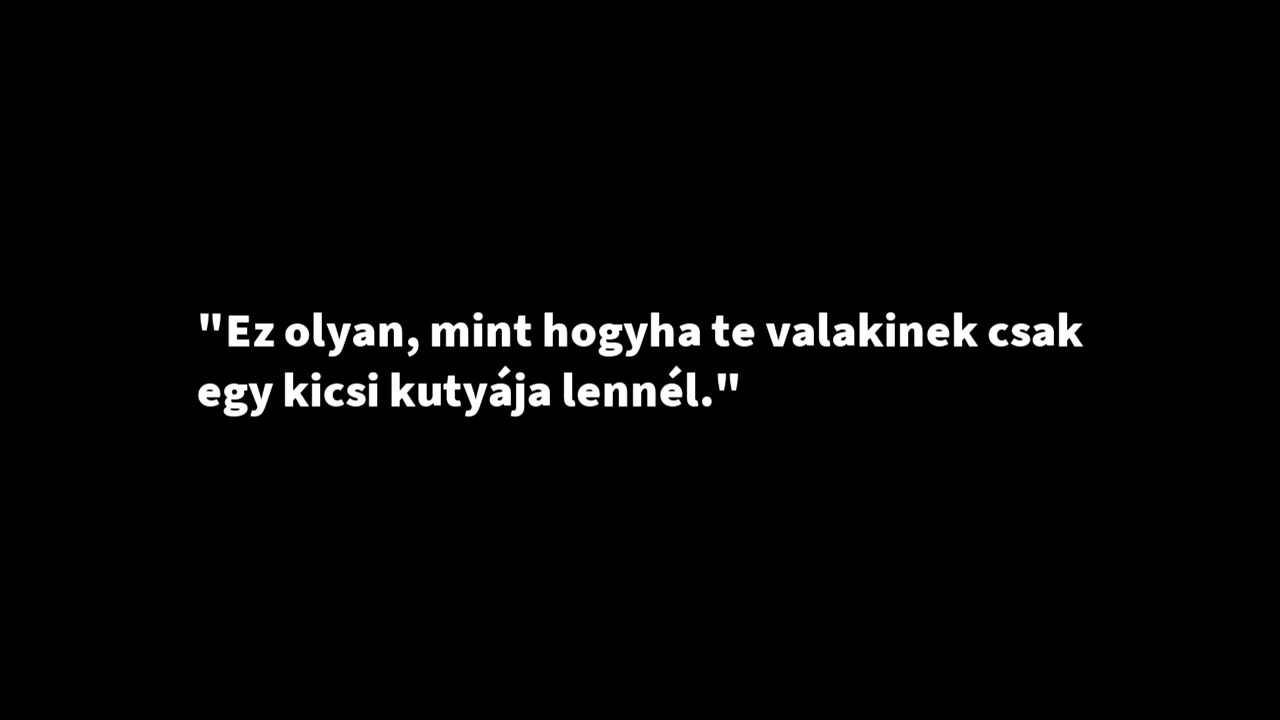 "Ez olyan, mint hogyha te valakinek csak
egy kicsi kutyája lennél."